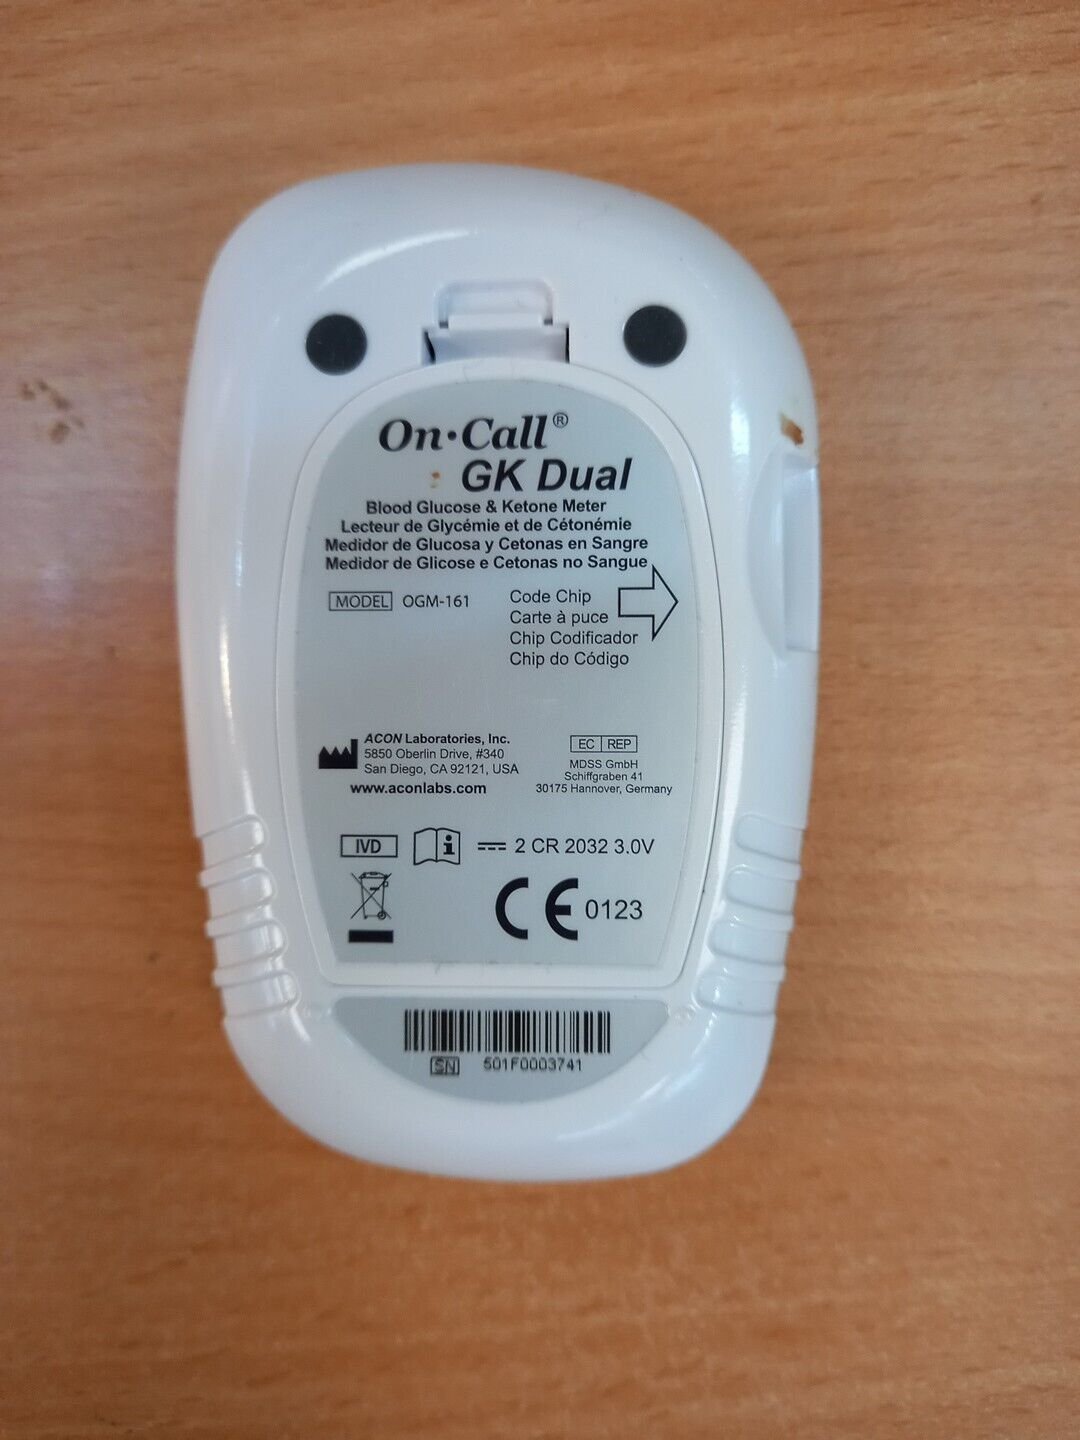 On·Call®
GK Dual
Blood Glucose & Ketone Meter
Lecteur de Glycémie et de Cétonémie
Medidor de Glucosa y Cetonas en Sangre
Medidor de Glicose e Cetonas no Sangue
MODEL OGM-161
Code Chip
Carte à puce
Chip Codificador
Chip do Código
ACON Laboratories, Inc.
5850 Oberlin Drive, #340
San Diego, CA 92121, USA
www.aconlabs.com
EC REP
MDSS GmbH
Schiffgraben 41
30175 Hannover, Germany
IVD i 2 CR 2032 3.0V
CE 0123
SN 501F0003741